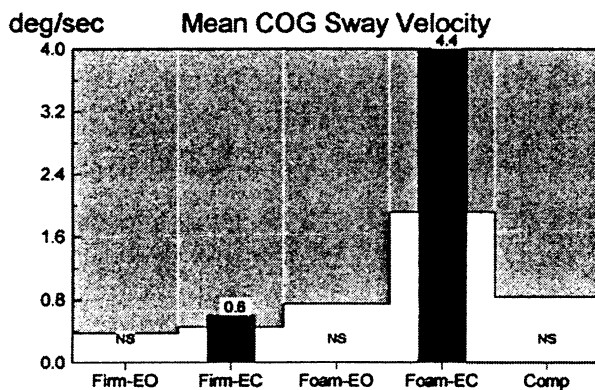 deg/sec Mean COG Sway Velocity
4.0
4.4
3.2
2.4
1.6
0.8
0.6
NS NS NS
0.0
Firm-EO Firm-EC Foam-EO Foam-EC Comp